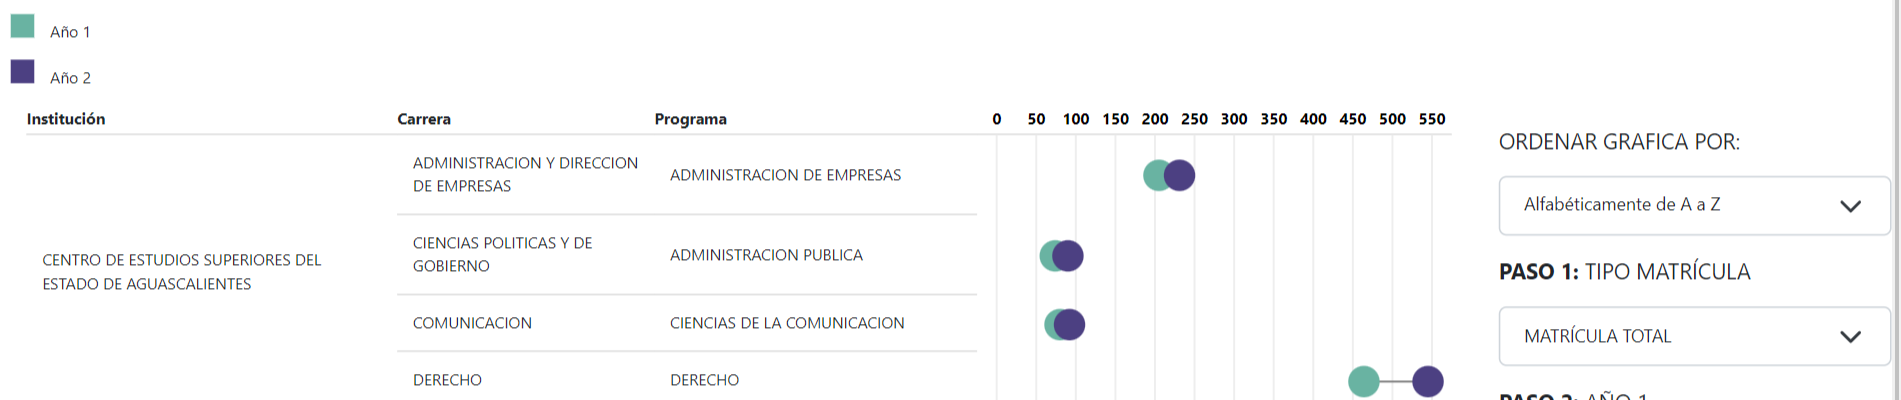 Año 1
Año 2
Institución Carrera Programa 0 50 100 150 200 250 300 350 400 450 500 550
ADMINISTRACION Y DIRECCION
DE EMPRESAS
ADMINISTRACION DE EMPRESAS
CIENCIAS POLITICAS Y DE
GOBIERNO
ADMINISTRACION PUBLICA
CENTRO DE ESTUDIOS SUPERIORES DEL
ESTADO DE AGUASCALIENTES
COMUNICACION CIENCIAS DE LA COMUNICACION
DERECHO DERECHO
ORDENAR GRAFICA POR:
Alfabéticamente de A a Z
PASO 1: TIPO MATRÍCULA
MATRÍCULA TOTAL
PASO 2: AÑO 1